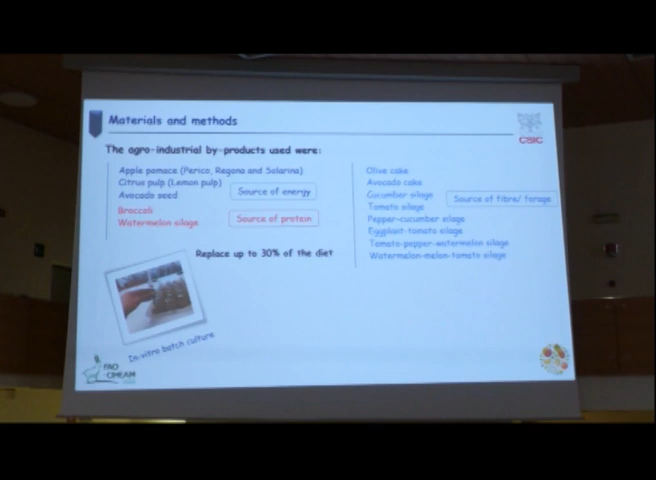 Materials and methods
CSIC
The agro-industrial by-products used were:
Apple pomace (Perico, Regona and Solarina)
Citrus pulp (Lemon pulp)
Avocado seed
Source of energy
Broccoli
Watermelon silage
Source of protein
Replace up to 30% of the diet
Olive cake
Avocado cake
Cucumber silage
Tomato silage
Source of fibre/ forage
Pepper-cucumber silage
Eggplant-tomato silage
Tomato-pepper-watermelon silage
Watermelon-melon-tomato silage
In-vitro batch culture
FAO
CIHEAM